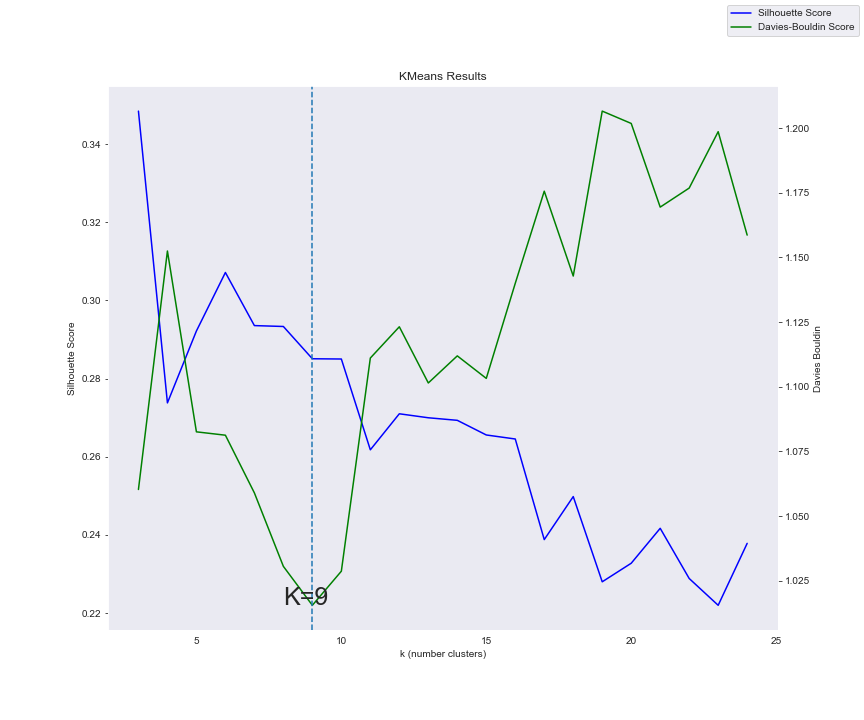 Silhouette Score
Davies-Bouldin Score
KMeans Results
0.34
0.32
0.30
0.28
0.26
0.24
0.22
Silhouette Score
1.200
1.175
1.150
1.125
1.100
1.075
1.050
1.025
Davies Bouldin
K=9
5 10 15 20 25
k (number clusters)